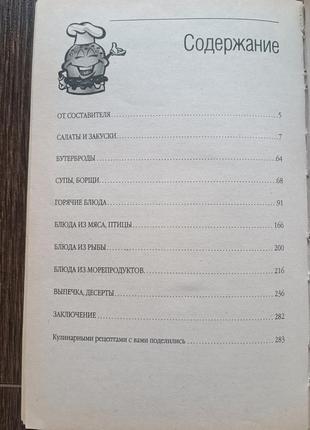 Содержание
ОТ СОСТАВИТЕЛЯ 5
САЛАТЫ И ЗАКУСКИ 7
БУТЕРБРОДЫ 64
СУПЫ, БОРЩИ 68
ГОРЯЧИЕ БЛЮДА 91
БЛЮДА ИЗ МЯСА, ПТИЦЫ 166
БЛЮДА ИЗ РЫБЫ 200
БЛЮДА ИЗ МОРЕПРОДУКТОВ 216
ВЫПЕЧКА, ДЕСЕРТЫ 236
ЗАКЛЮЧЕНИЕ 282
Кулинарными рецептами с вами поделились 283